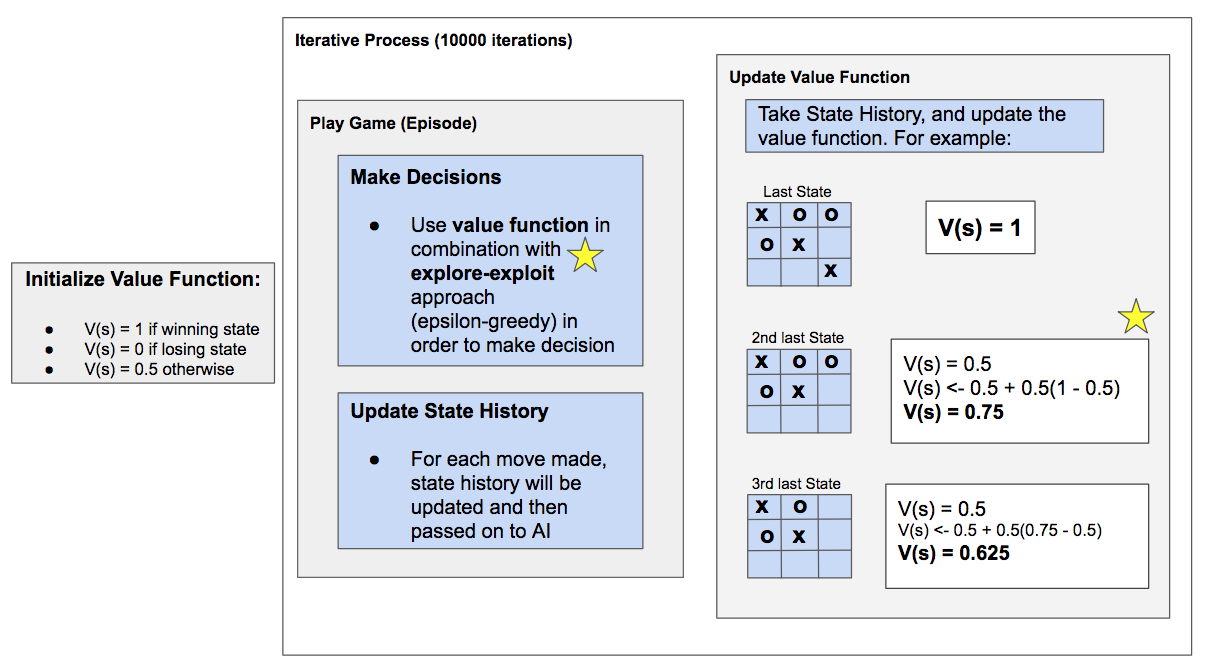 Initialize Value Function:
● V(s) = 1 if winning state
● V(s) = 0 if losing state
● V(s) = 0.5 otherwise
Iterative Process (10000 iterations)
Play Game (Episode)
Make Decisions
● Use value function in
combination with
explore-exploit
approach
(epsilon-greedy) in
order to make decision
Update State History
● For each move made,
state history will be
updated and then
passed on to AI
Update Value Function
Take State History, and update the
value function. For example:
Last State
X O O
O X
X
V(s) = 1
2nd last State
X O O
O X
V(s) = 0.5
V(s) <- 0.5 + 0.5(1 - 0.5)
V(s) = 0.75
3rd last State
X O
O X
V(s) = 0.5
V(s) <- 0.5 + 0.5(0.75 - 0.5)
V(s) = 0.625